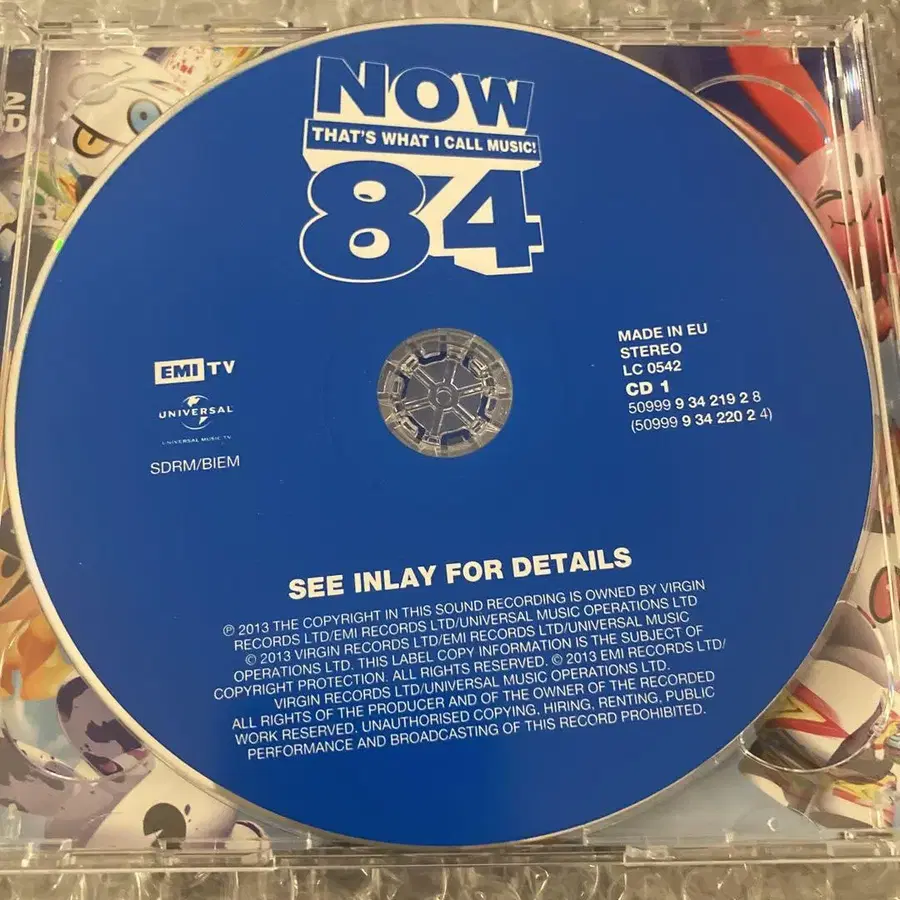 NOW
THAT'S WHAT I CALL MUSIC!
84
EMI TV
UNIVERSAL
UNIVERSAL MUSIC TV
SDRM/BIEM
MADE IN EU
STEREO
LC 0542
CD 1
50999 9 34 219 2 8
(50999 9 34 220 2 4)
SEE INLAY FOR DETAILS
℗ 2013 THE COPYRIGHT IN THIS SOUND RECORDING IS OWNED BY VIRGIN
RECORDS LTD/EMI RECORDS LTD/UNIVERSAL MUSIC OPERATIONS LTD
© 2013 VIRGIN RECORDS LTD/EMI RECORDS LTD/UNIVERSAL MUSIC
OPERATIONS LTD. THIS LABEL COPY INFORMATION IS THE SUBJECT OF
COPYRIGHT PROTECTION. ALL RIGHTS RESERVED. © 2013 EMI RECORDS LTD/
VIRGIN RECORDS LTD/UNIVERSAL MUSIC OPERATIONS LTD.
ALL RIGHTS OF THE PRODUCER AND OF THE OWNER OF THE RECORDED
WORK RESERVED. UNAUTHORISED COPYING, HIRING, RENTING, PUBLIC
PERFORMANCE AND BROADCASTING OF THIS RECORD PROHIBITED.